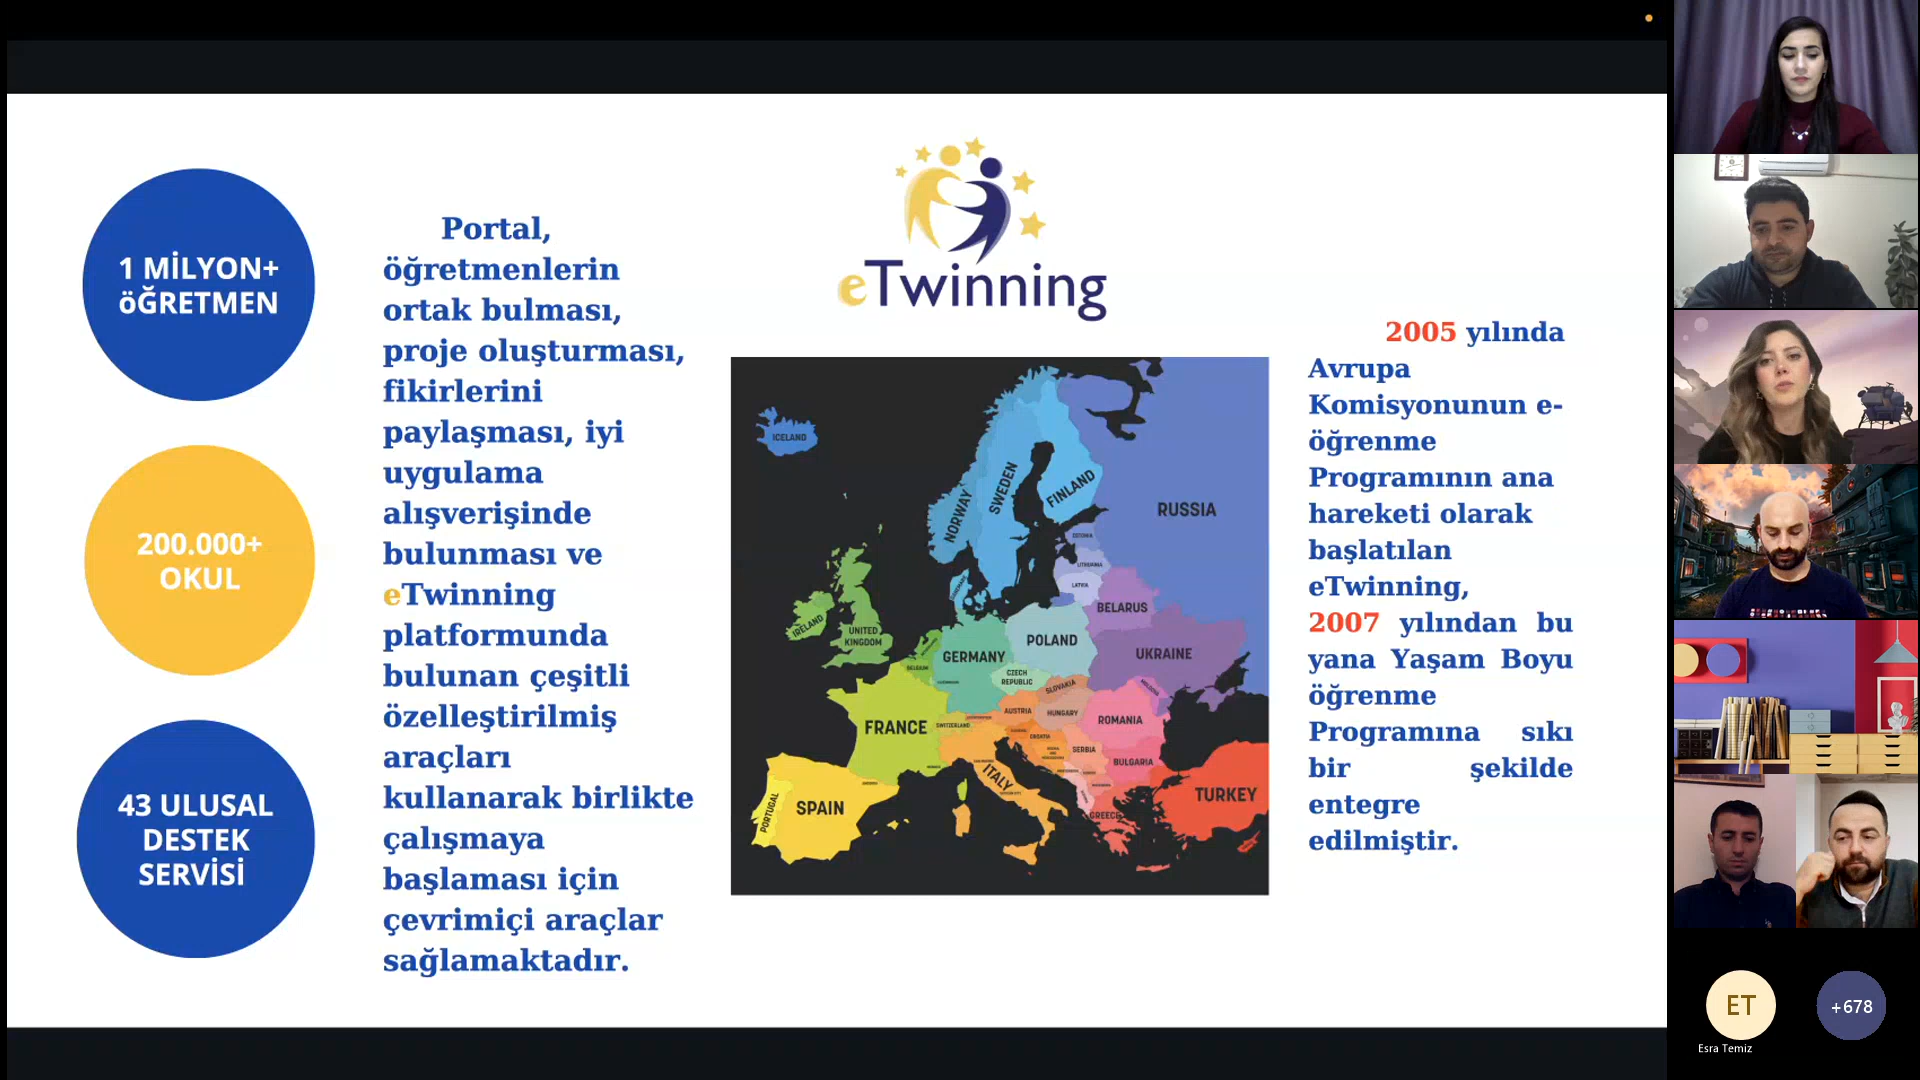 1 MİLYON+
öĞRETMEN
200.000+
OKUL
43 ULUSAL
DESTEK
SERVİSİ
Portal,
öğretmenlerin
ortak bulması,
proje oluşturması,
fikirlerini
paylaşması, iyi
uygulama
alışverişinde
bulunması ve
eTwinning
platformunda
bulunan çeşitli
özelleştirilmiş
araçları
kullanarak birlikte
çalışmaya
başlaması için
çevrimiçi araçlar
sağlamaktadır.
eTwinning
ICELAND
NORWAY
SWEDEN
FINLAND
RUSSIA
ESTONIA
LITHUANIA
LATVIA
BELARUS
IRELAND
UNITED
KINGDOM
POLAND
GERMANY
UKRAINE
BELGIUM
CZECH
REPUBLIC
SLOVAKIA
MOLDOVA
AUSTRIA
HUNGARY
FRANCE
SWITZERLAND
ROMANIA
CROATIA
SERBIA
BULGARIA
ITALY
PORTUGAL
SPAIN
GREECE
TURKEY
2005 yılında
Avrupa
Komisyonunun e-
öğrenme
Programının ana
hareketi olarak
başlatılan
eTwinning,
2007 yılından bu
yana Yaşam Boyu
öğrenme
Programına sıkı
bir şekilde
entegre
edilmiştir.
ET
+678
Esra Temiz